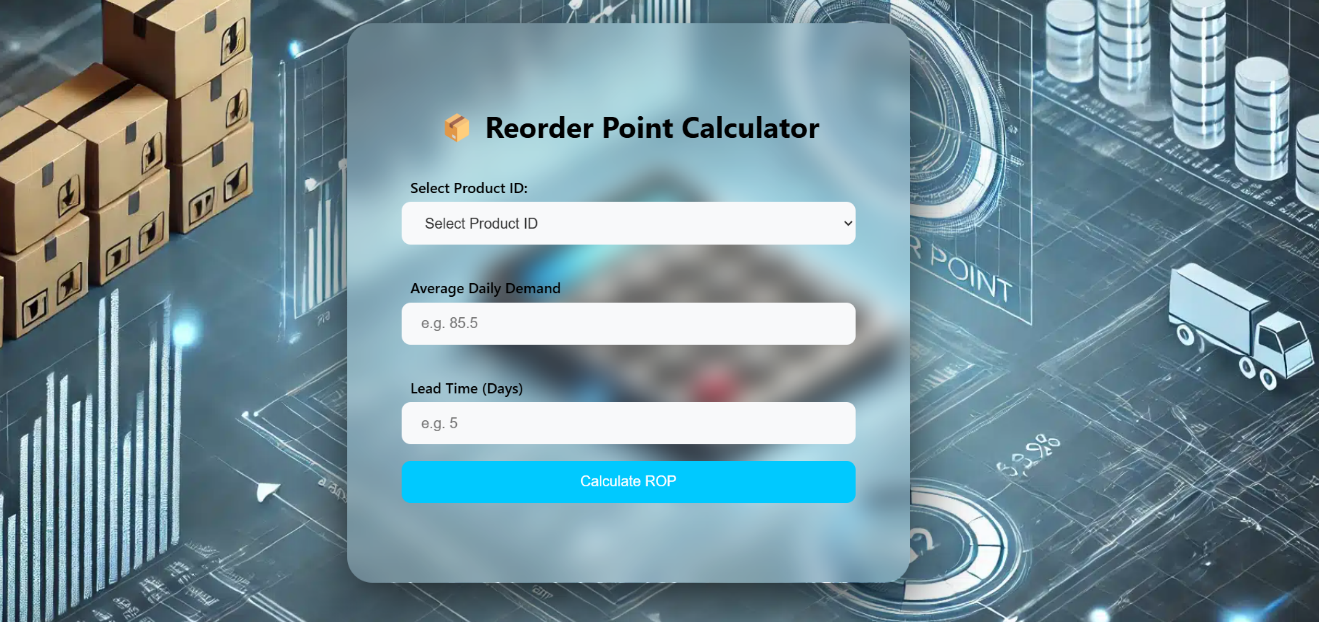 Reorder Point Calculator
Select Product ID:
Select Product ID
Average Daily Demand
e.g. 85.5
Lead Time (Days)
e.g. 5
Calculate ROP
R POINT